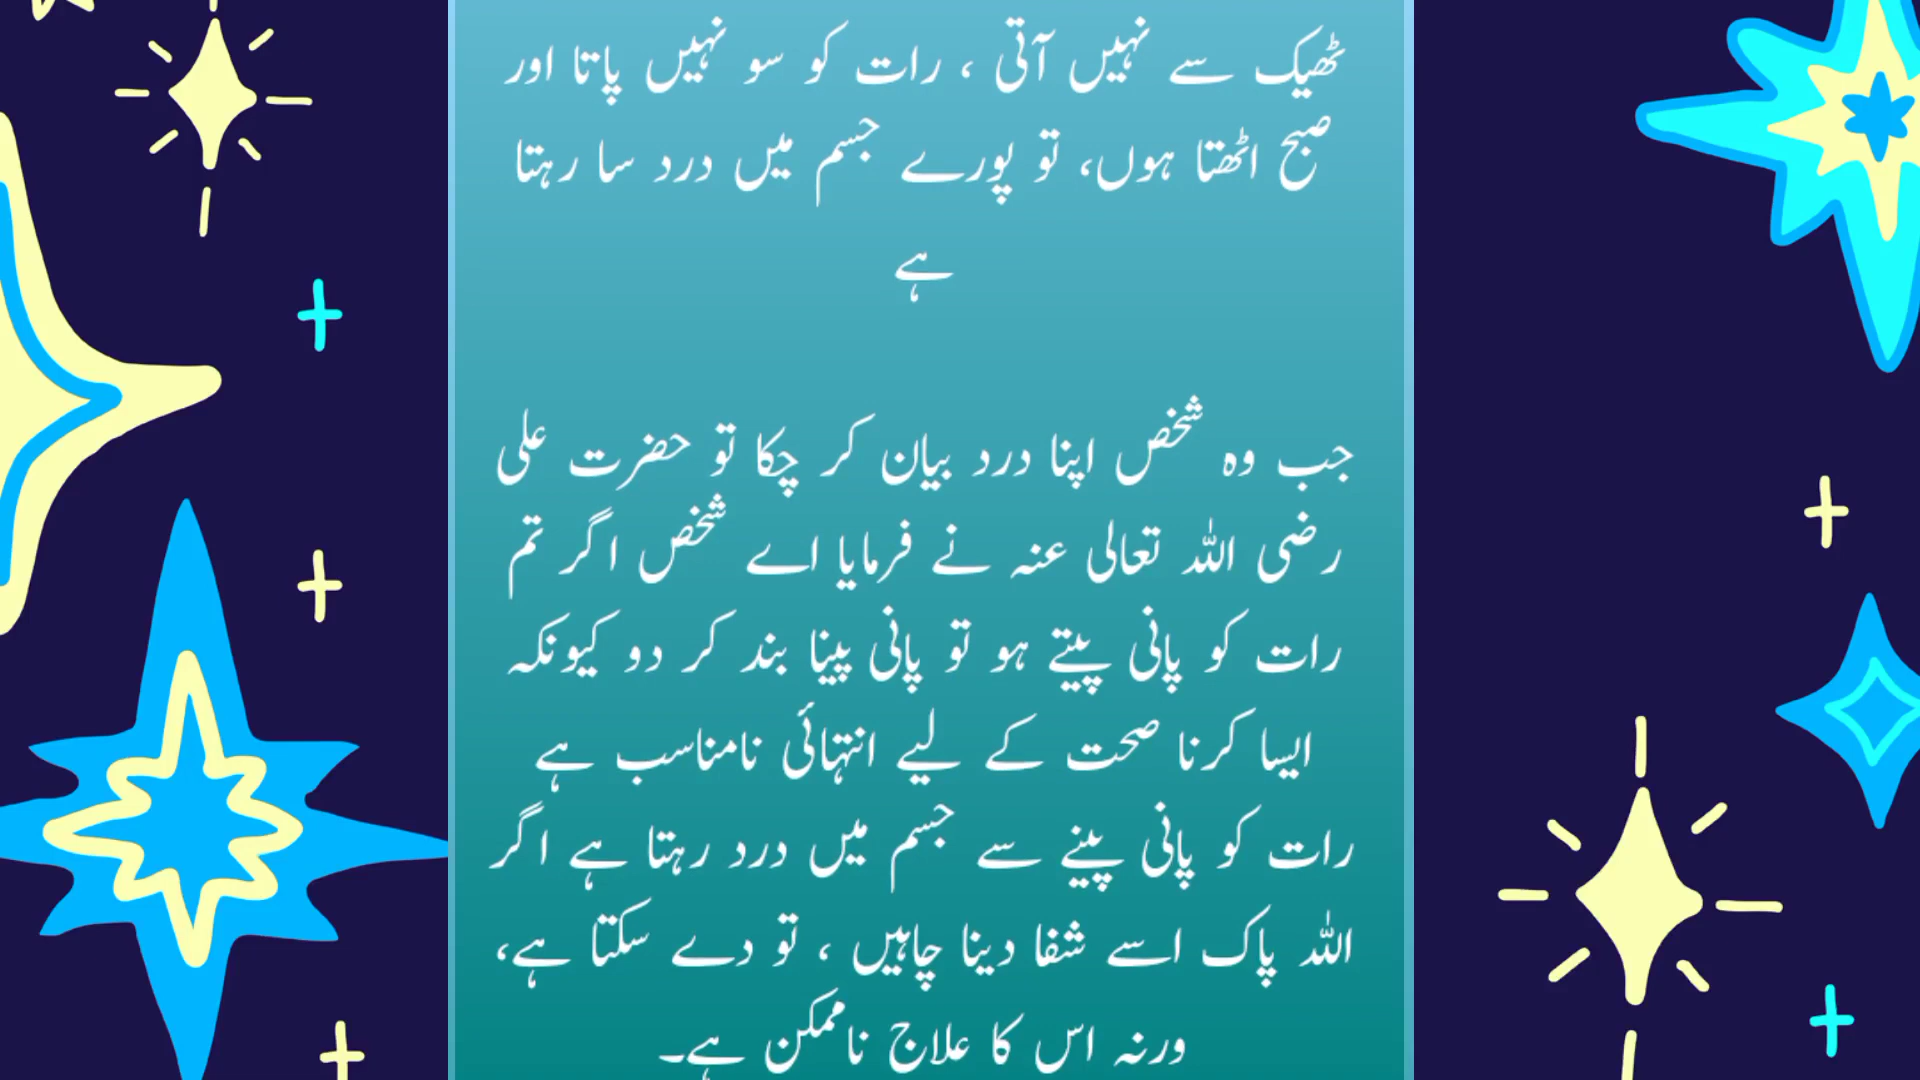 ٹھیک سے نہیں آتی ، رات کو سو نہیں پاتا اور
صبح اٹھتا ہوں، تو پورے جسم میں درد سا رہتا
ہے
جب وہ شخص اپنا درد بیان کر چکا تو حضرت علی
رضی اللہ تعالی عنہ نے فرمایا اے شخص اگر تم
رات کو پانی پیتے ہو تو پانی پینا بند کر دو کیونکہ
ایسا کرنا صحت کے لیے انتہائی نامناسب ہے
رات کو پانی پینے سے جسم میں درد رہتا ہے اگر
اللہ پاک اسے شفا دینا چاہیں ، تو دے سکتا ہے،
ورنہ اس کا علاج ناممکن ہے۔